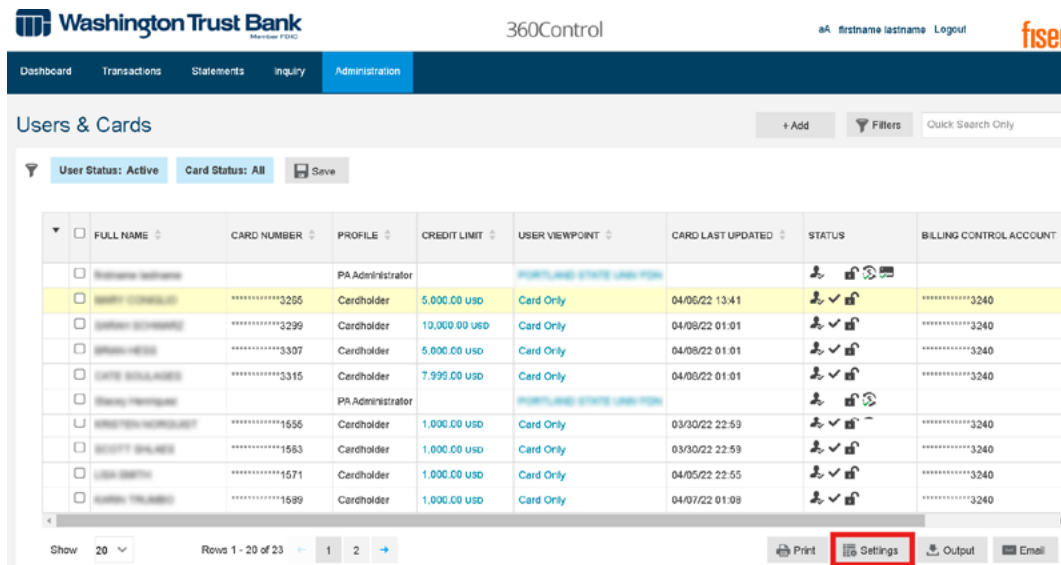 Washington Trust Bank
Member FDIC
360Control
aA firstname lastname Logout
fiser
Dashboard Transactions Statements Inquiry Administration
Users & Cards
+ Add Filters Quick Search Only
User Status: Active Card Status: All Save
FULL NAME CARD NUMBER PROFILE CREDIT LIMIT USER VIEWPOINT CARD LAST UPDATED STATUS BILLING CONTROL ACCOUNT
PA Administrator
************3265 Cardholder 5,000.00 USD Card Only 04/06/22 13:41 ************3240
************3299 Cardholder 10,000.00 USD Card Only 04/08/22 01:01 ************3240
************3307 Cardholder 5,000.00 USD Card Only 04/08/22 01:01 ************3240
************3315 Cardholder 7,999.00 USD Card Only 04/08/22 01:01 ************3240
PA Administrator
************1555 Cardholder 1,000.00 USD Card Only 03/30/22 22:59 ************3240
************1563 Cardholder 1,000.00 USD Card Only 03/30/22 22:59 ************3240
************1571 Cardholder 1,000.00 USD Card Only 04/05/22 22:55 ************3240
************1589 Cardholder 1,000.00 USD Card Only 04/07/22 01:08 ************3240
Show 20 Rows 1 - 20 of 23 1 2 Print Settings Output Email